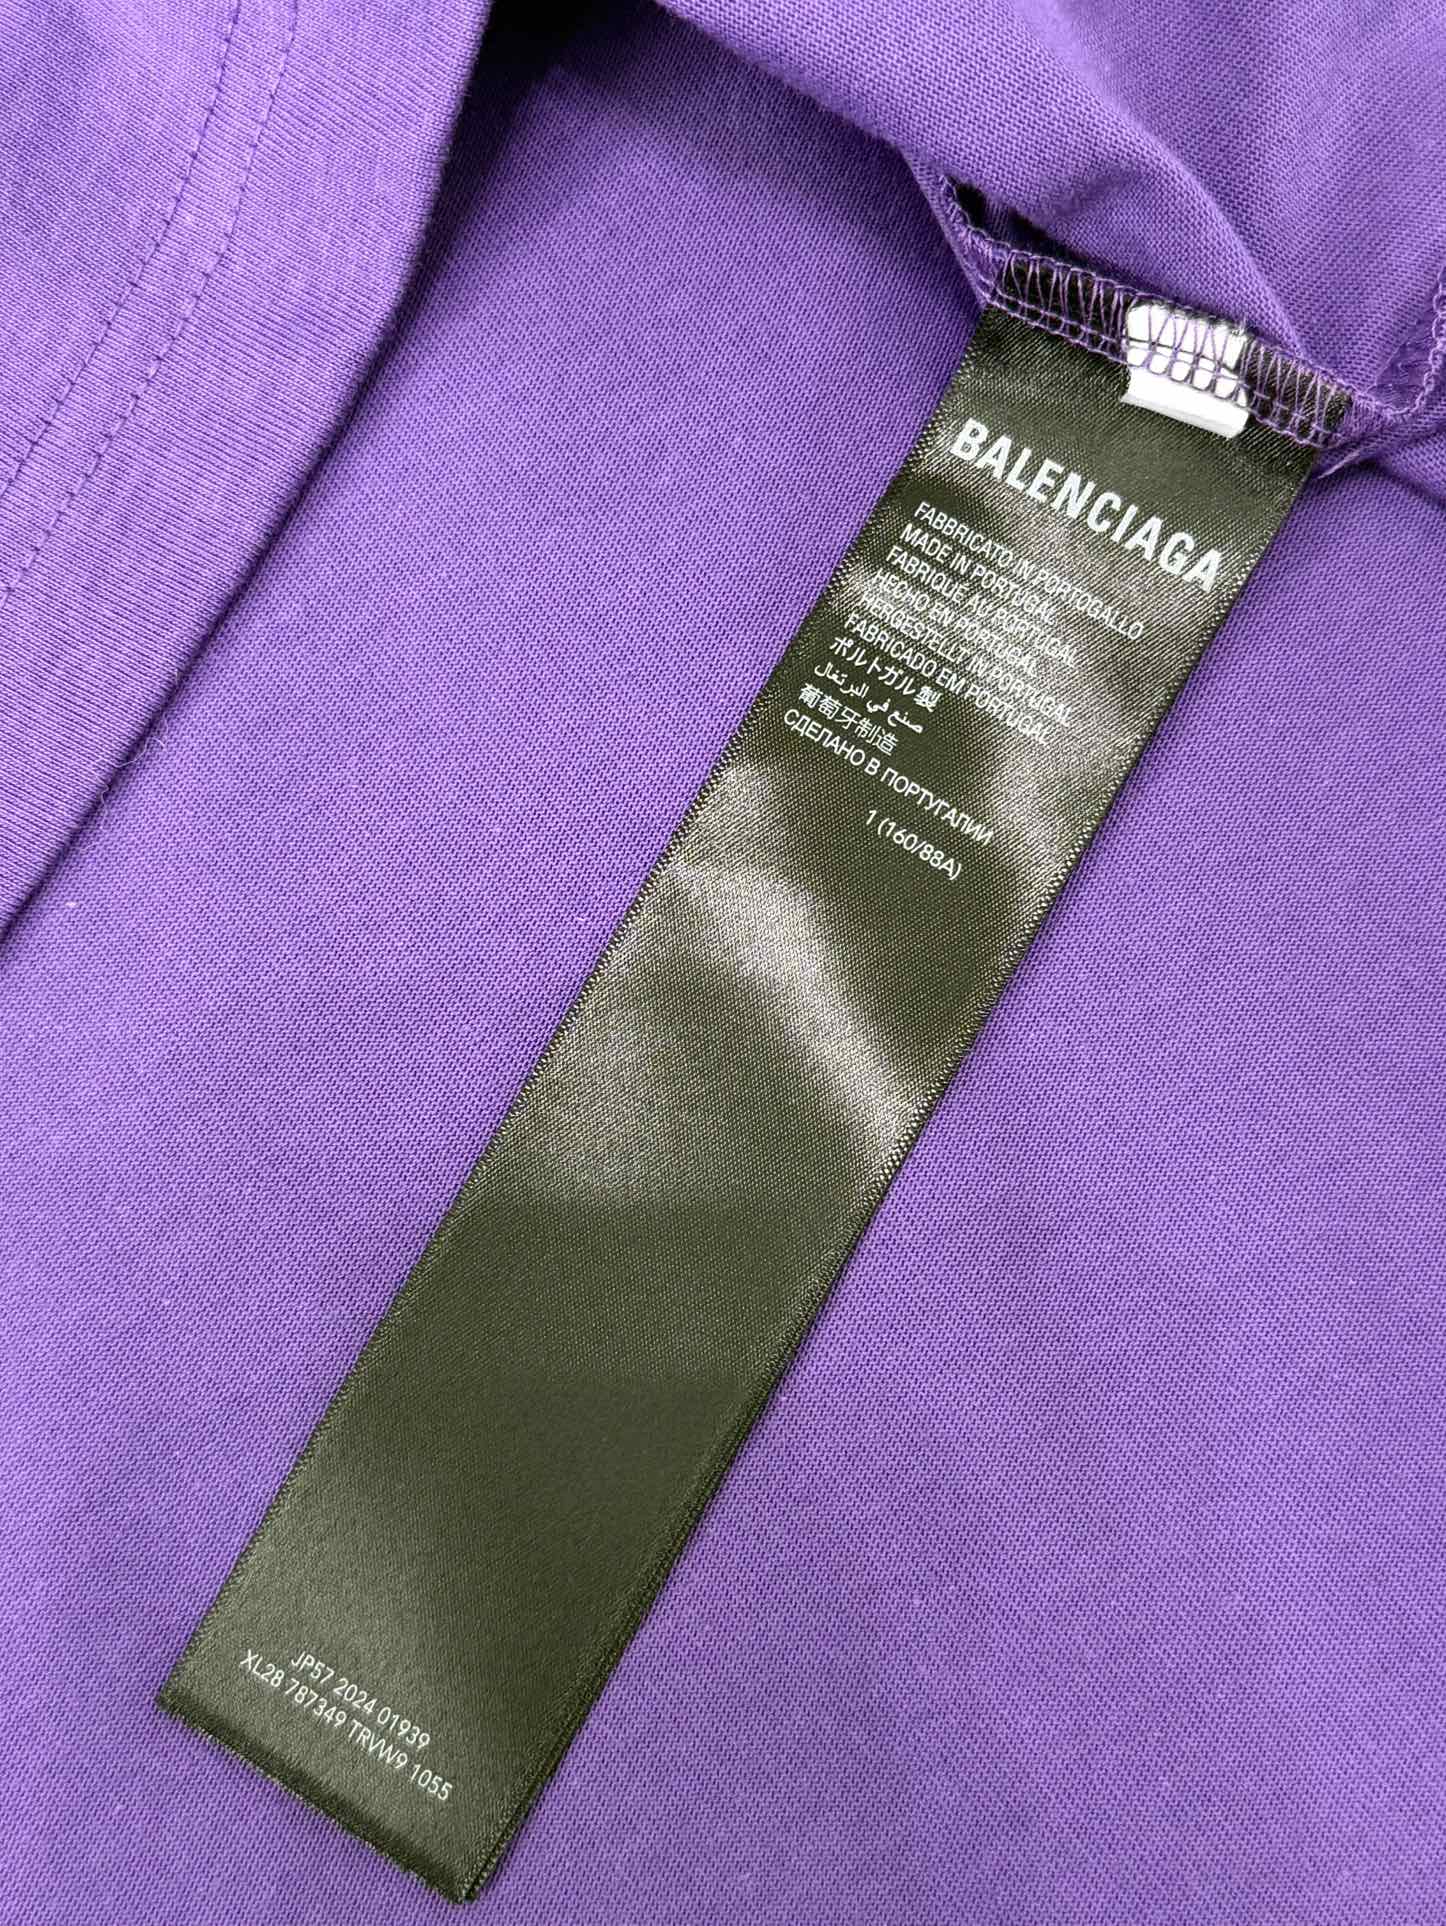 BALENCIAGA
FABBRICATO IN PORTOGALLO
MADE IN PORTUGAL
FABRIQUE AU PORTUGAL
HECHO EN PORTUGAL
HERGESTELLT IN PORTUGAL
FABRICADO EM PORTUGAL
ポルトガル 製
صنع في البرتغال
葡萄牙制造
СДЕЛАНО В ПОРТУГАЛИИ
1 (160/88A)
JP57 2024 01939
XL28 787349 TRVW9 1055